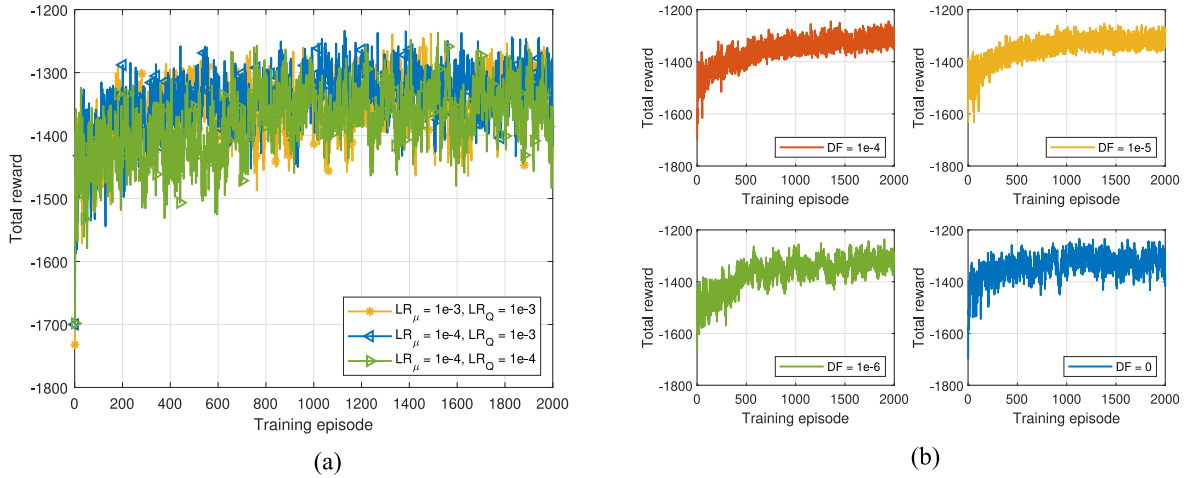 -1200
-1300
-1400
-1500
-1600
-1700
-1800
Total reward
0 200 400 600 800 1000 1200 1400 1600 1800 2000
Training episode
LR_μ = 1e-3, LR_Q = 1e-3
LR_μ = 1e-4, LR_Q = 1e-3
LR_μ = 1e-4, LR_Q = 1e-4
(a)
-1200
-1400
-1600
-1800
Total reward
DF = 1e-4
0 500 1000 1500 2000
Training episode
-1200
-1400
-1600
-1800
Total reward
DF = 1e-5
0 500 1000 1500 2000
Training episode
-1200
-1400
-1600
-1800
Total reward
DF = 1e-6
0 500 1000 1500 2000
Training episode
-1200
-1400
-1600
-1800
Total reward
DF = 0
0 500 1000 1500 2000
Training episode
(b)